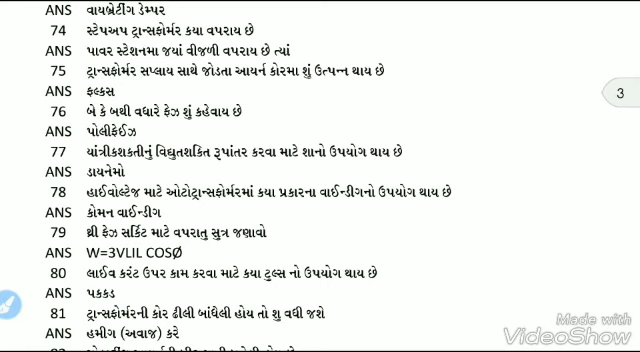 ANS વાયબ્રેટીંગ ડેમ્પર
74 સ્ટેપઅપ ટ્રાન્સફોર્મર કયા વપરાય છે
ANS પાવર સ્ટેશનમા જયાં વીજળી વપરાય છે ત્યાં
75 ટ્રાન્સફોર્મર સપ્લાય સાથે જોડતા આયર્ન કોરમા શું ઉત્પન્ન થાય છે
3
ANS ફલ્કસ
76 બે કે બથી વધારે ફેઝ શું કહેવાય છે
ANS પોલીફેઈઝ
77 યાંત્રીકશકતીનું વિઘુતશકિત રૂપાંતર કરવા માટે શાનો ઉપયોગ થાય છે
ANS ડાયનેમો
78 હાઈવોલ્ટેજ માટે ઓટોટ્રાન્સફોર્મરમાં કયા પ્રકારના વાઈન્ડીગનો ઉપયોગ થાય છે
ANS કોમન વાઈન્ડીગ
79 થ્રી ફેઝ સર્કિટ માટે વપરાતુ સુત્ર જણાવો
ANS W=3VLIL COSØ
80 લાઈવ કરંટ ઉપર કામ કરવા માટે કયા ટુલ્સ નો ઉપયોગ થાય છે
ANS પકકડ
81 ટ્રાન્સફોર્મરની કોર ઢીલી બાંધેલી હોય તો શુ વધી જશે
ANS હમીગ (અવાજ) કરે
Made with
VideoShow